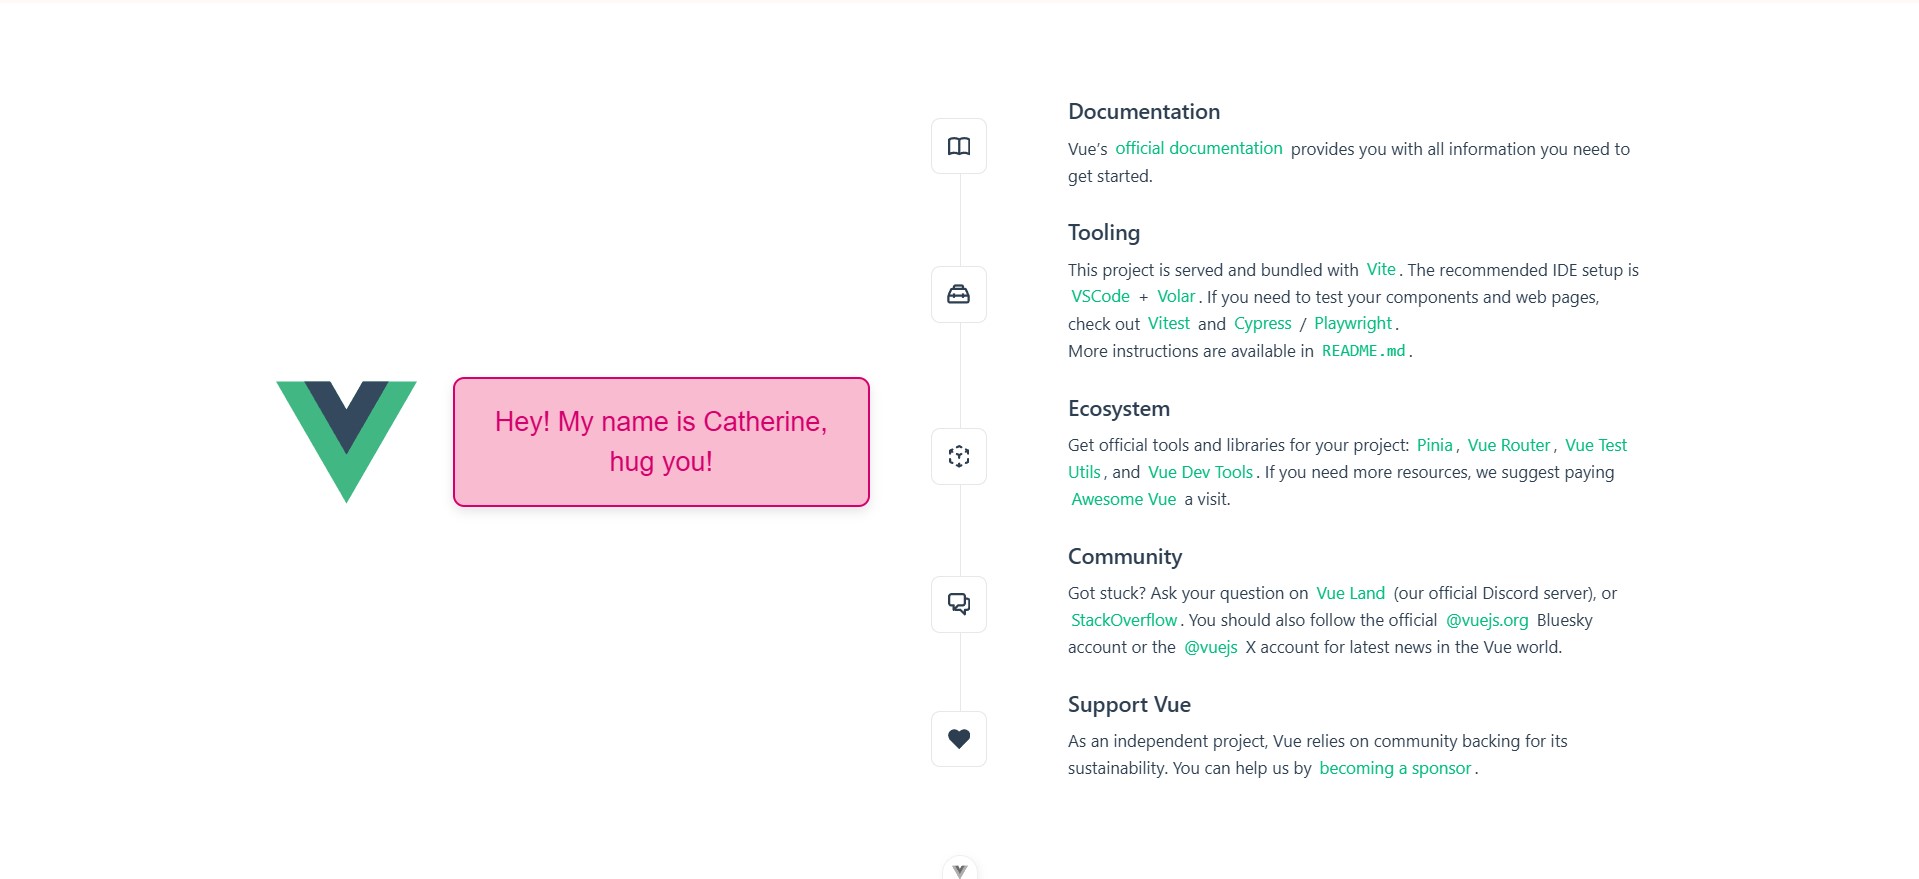 Hey! My name is Catherine,
hug you!
Documentation
Vue’s official documentation provides you with all information you need to
get started.
Tooling
This project is served and bundled with Vite. The recommended IDE setup is
VSCode + Volar. If you need to test your components and web pages,
check out Vitest and Cypress / Playwright.
More instructions are available in README.md.
Ecosystem
Get official tools and libraries for your project: Pinia, Vue Router, Vue Test
Utils, and Vue Dev Tools. If you need more resources, we suggest paying
Awesome Vue a visit.
Community
Got stuck? Ask your question on Vue Land (our official Discord server), or
StackOverflow. You should also follow the official @vuejs.org Bluesky
account or the @vuejs X account for latest news in the Vue world.
Support Vue
As an independent project, Vue relies on community backing for its
sustainability. You can help us by becoming a sponsor.